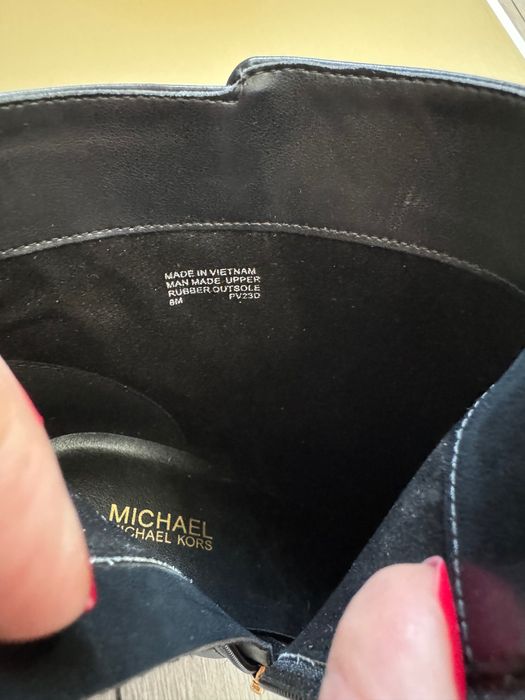 MADE IN VIETNAM
MAN MADE UPPER
RUBBER OUTSOLE
8M PV23D
MICHAEL
MICHAEL KORS